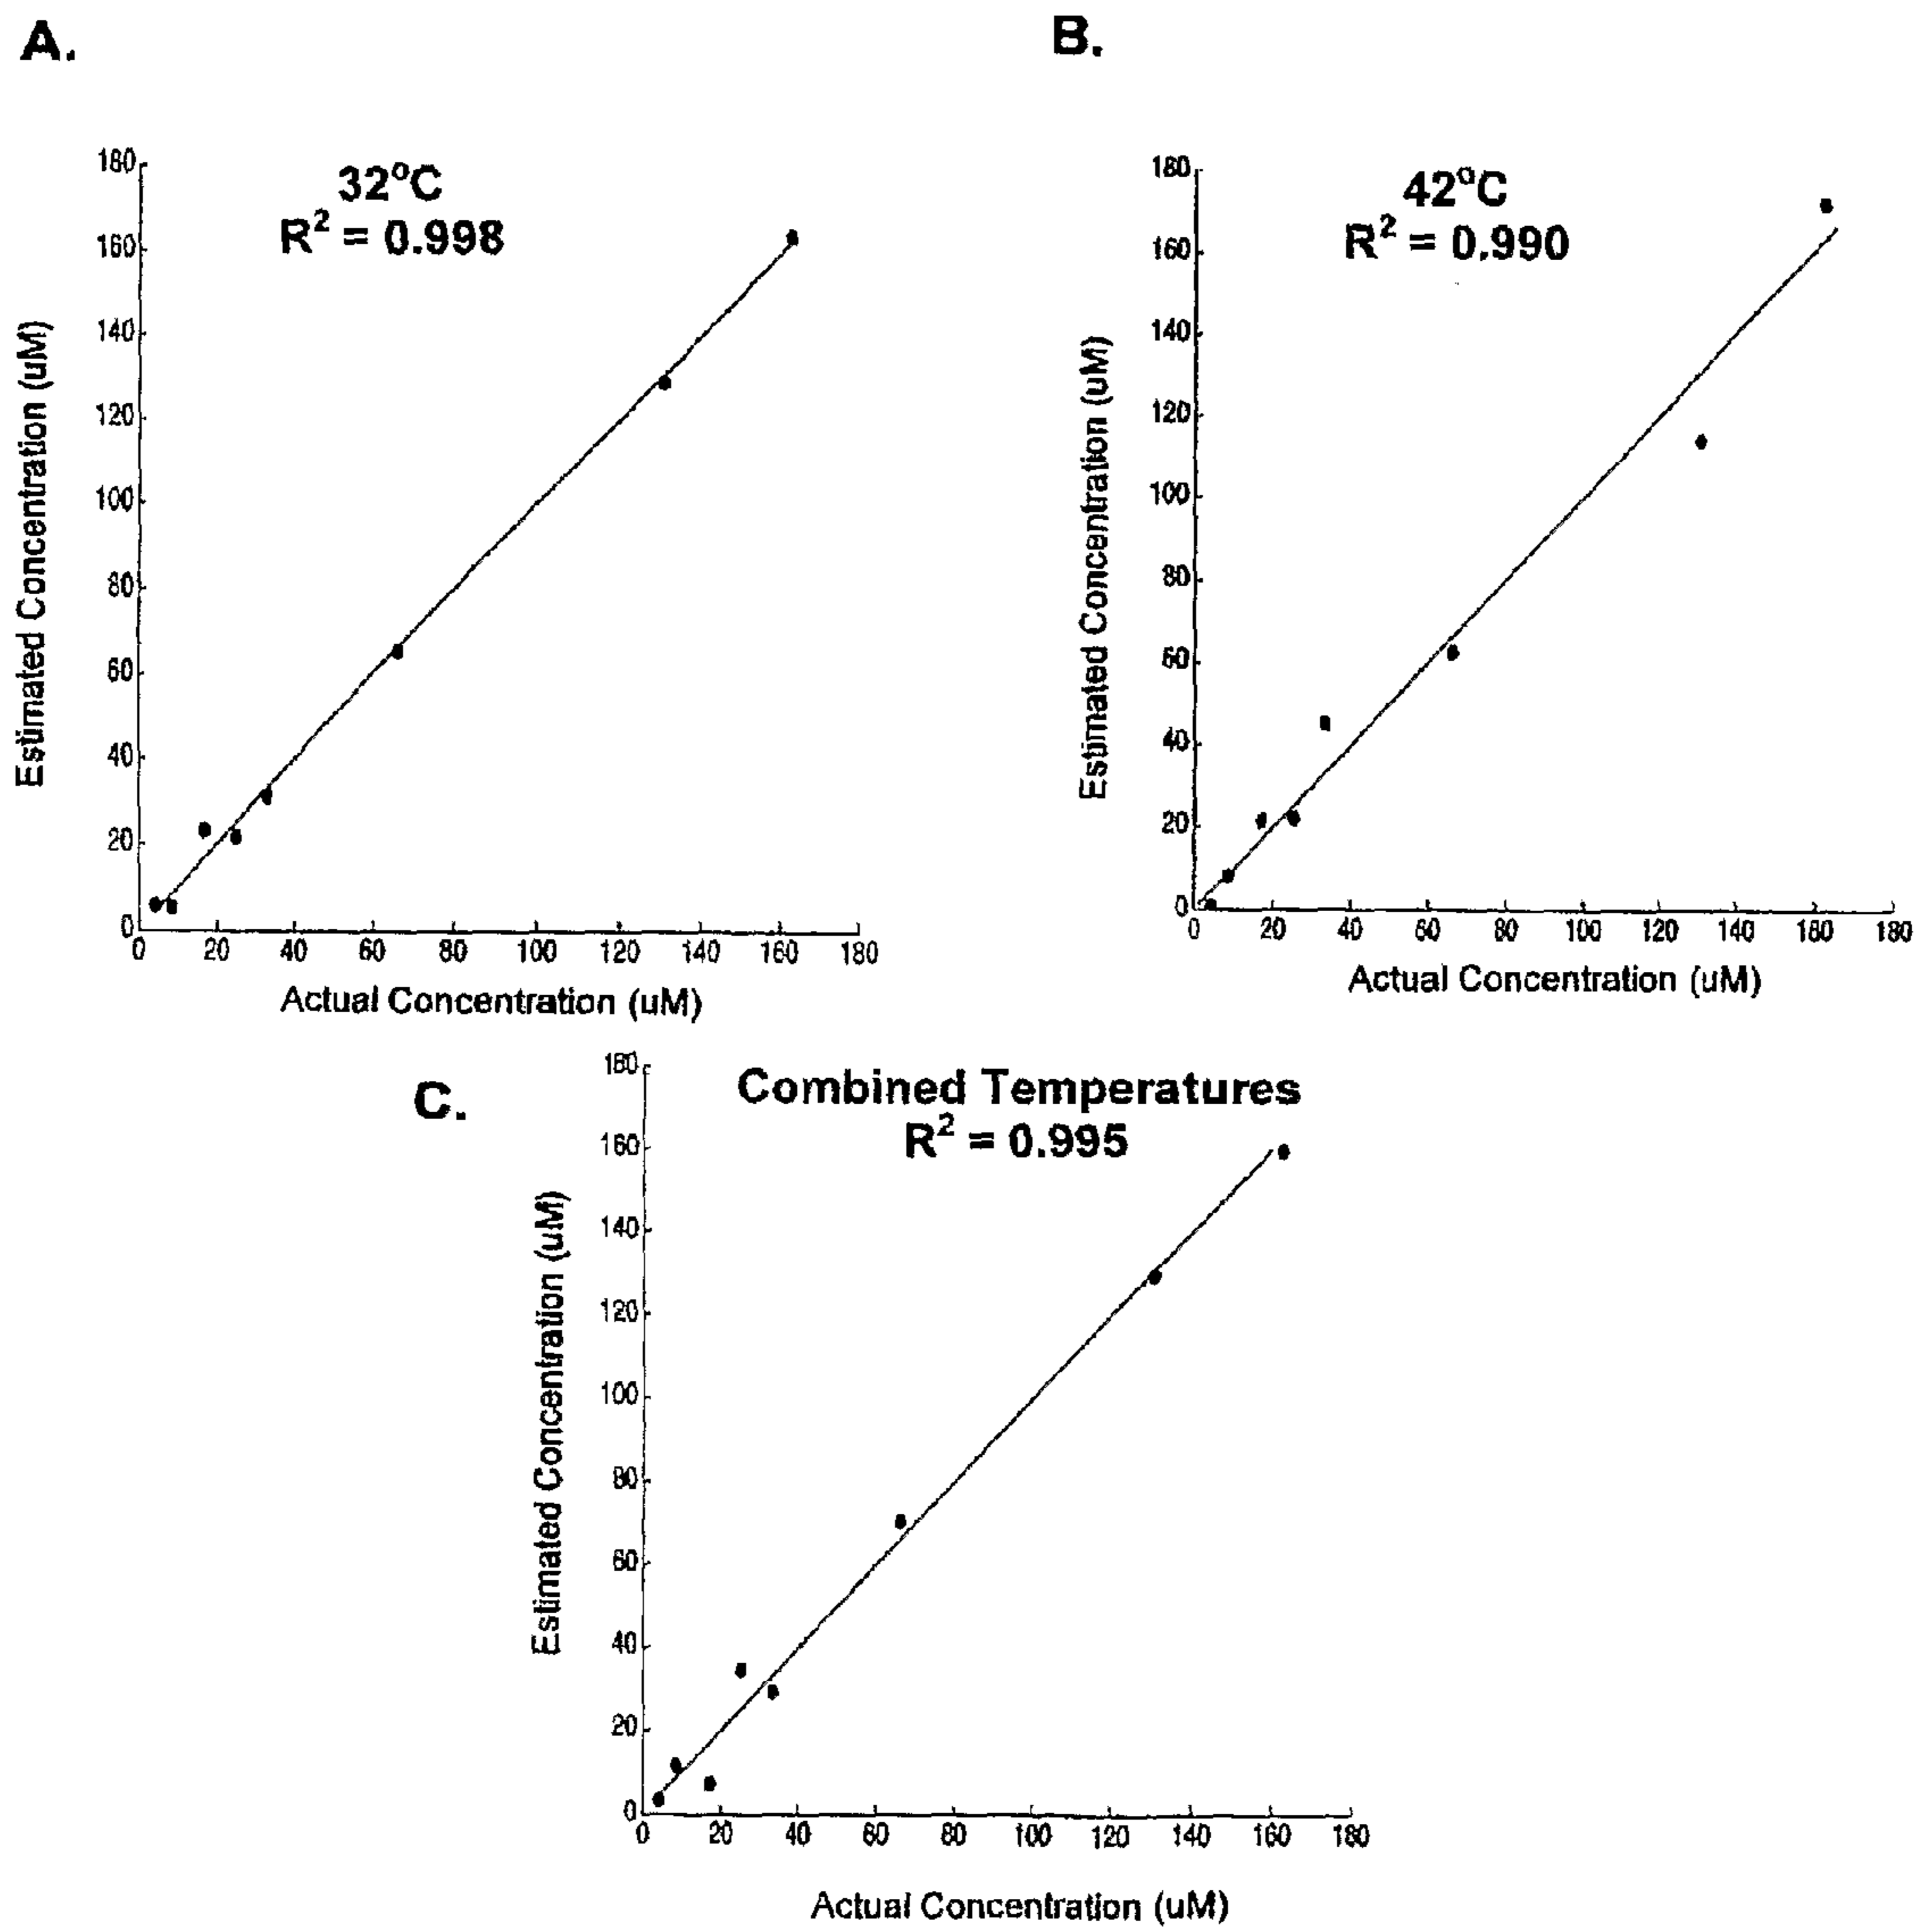 A.
32°C
R² = 0.998
Estimated Concentration (uM)
180
160
140
120
100
80
60
40
20
0
0 20 40 60 80 100 120 140 160 180
Actual Concentration (uM)
B.
42°C
R² = 0.990
Estimated Concentration (uM)
180
160
140
120
100
80
60
40
20
0
0 20 40 60 80 100 120 140 160 180
Actual Concentration (uM)
C.
Combined Temperatures
R² = 0.995
Estimated Concentration (uM)
180
160
140
120
100
80
60
40
20
0
0 20 40 60 80 100 120 140 160 180
Actual Concentration (uM)